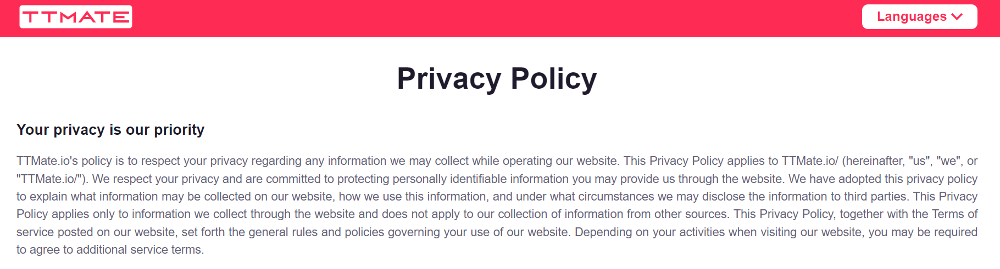 TTMATE
Languages
Privacy Policy
Your privacy is our priority
TTMate.io's policy is to respect your privacy regarding any information we may collect while operating our website. This Privacy Policy applies to TTMate.io/ (hereinafter, "us", "we", or
"TTMate.io/"). We respect your privacy and are committed to protecting personally identifiable information you may provide us through the website. We have adopted this privacy policy
to explain what information may be collected on our website, how we use this information, and under what circumstances we may disclose the information to third parties. This Privacy
Policy applies only to information we collect through the website and does not apply to our collection of information from other sources. This Privacy Policy, together with the Terms of
service posted on our website, set forth the general rules and policies governing your use of our website. Depending on your activities when visiting our website, you may be required
to agree to additional service terms.